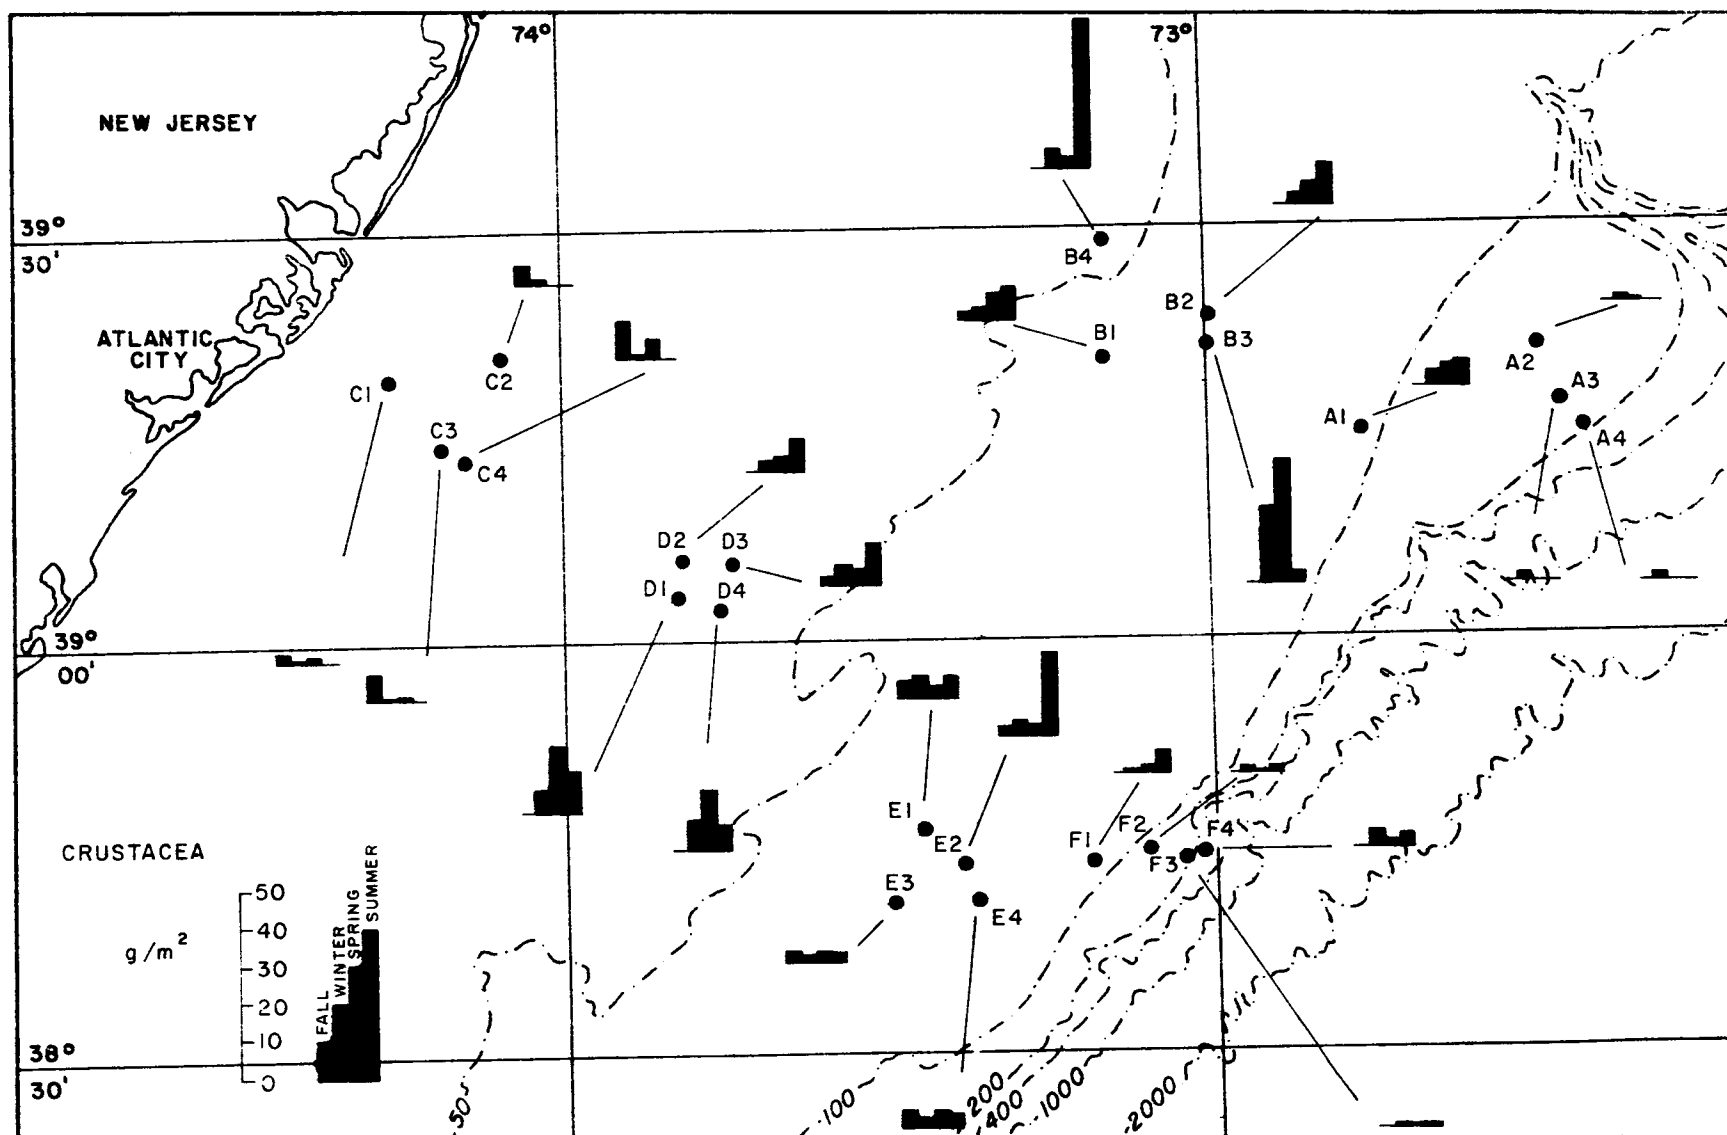 74°
73°
NEW JERSEY
39°
30'
B4
B2
B3
B1
ATLANTIC
CITY
C2
C1
A2
A3
A1
A4
C3
C4
D2
D3
D1
D4
39°
00'
E1
E2
E3
E4
F1
F2
F3
F4
CRUSTACEA
g/m²
50
40
30
20
10
0
FALL
WINTER
SPRING
SUMMER
38°
30'
50
100
200
400
1000
2000